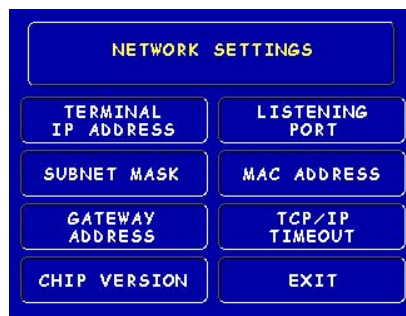 NETWORK SETTINGS
TERMINAL
IP ADDRESS
LISTENING
PORT
SUBNET MASK
MAC ADDRESS
GATEWAY
ADDRESS
TCP/IP
TIMEOUT
CHIP VERSION
EXIT